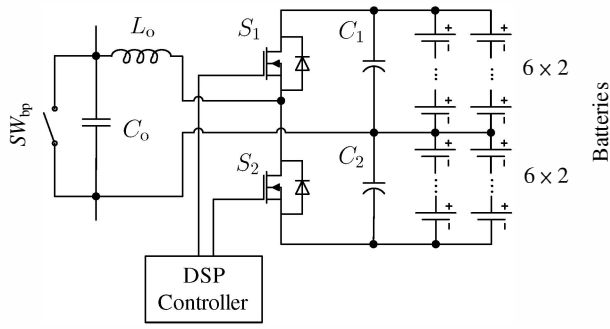 L_o
S_1
C_1
+
+
6 × 2
SW_bp
C_o
+
+
Batteries
S_2
C_2
+
+
6 × 2
+
+
DSP
Controller